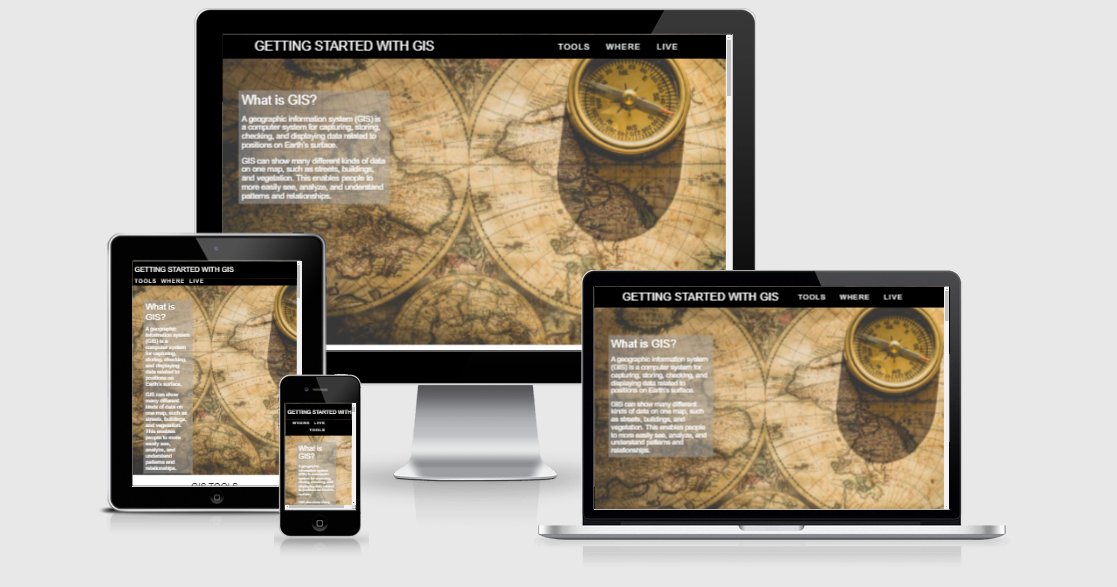 GETTING STARTED WITH GIS
TOOLS WHERE LIVE
What is GIS?
A geographic information system (GIS) is
a computer system for capturing, storing,
checking, and displaying data related to
positions on Earth's surface.
GIS can show many different kinds of data
on one map, such as streets, buildings,
and vegetation. This enables people to
more easily see, analyze, and understand
patterns and relationships.
GETTING STARTED WITH GIS
TOOLS WHERE LIVE
What is
GIS?
A geographic
information system
(GIS) is a
computer system
for capturing,
storing, checking,
and displaying
data related to
positions on
Earth's surface.
GIS can show
many different
kinds of data on
one map, such as
streets, buildings,
and vegetation.
This enables
people to more
easily see,
analyze, and
understand
patterns and
relationships.
GIS TOOLS
GETTING STARTED WITH
WHERE LIVE
TOOLS
What is
GIS?
GETTING STARTED WITH GIS
TOOLS WHERE LIVE
What is GIS?
A geographic information system
(GIS) is a computer system for
capturing, storing, checking, and
displaying data related to
positions on Earth's surface.
GIS can show many different
kinds of data on one map, such
as streets, buildings, and
vegetation. This enables people
to more easily see, analyze, and
understand patterns and
relationships.